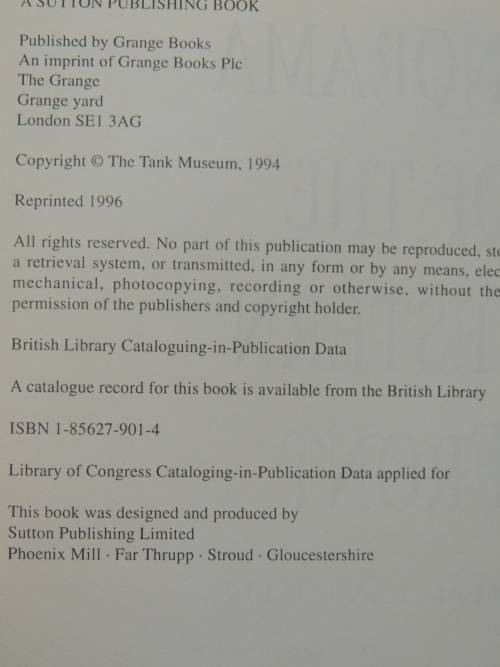 A SUTTON PUBLISHING BOOK
Published by Grange Books
An imprint of Grange Books Plc
The Grange
Grange yard
London SE1 3AG
Copyright © The Tank Museum, 1994
Reprinted 1996
All rights reserved. No part of this publication may be reproduced, sto
a retrieval system, or transmitted, in any form or by any means, elec
mechanical, photocopying, recording or otherwise, without the
permission of the publishers and copyright holder.
British Library Cataloguing-in-Publication Data
A catalogue record for this book is available from the British Library
ISBN 1-85627-901-4
Library of Congress Cataloging-in-Publication Data applied for
This book was designed and produced by
Sutton Publishing Limited
Phoenix Mill · Far Thrupp · Stroud · Gloucestershire